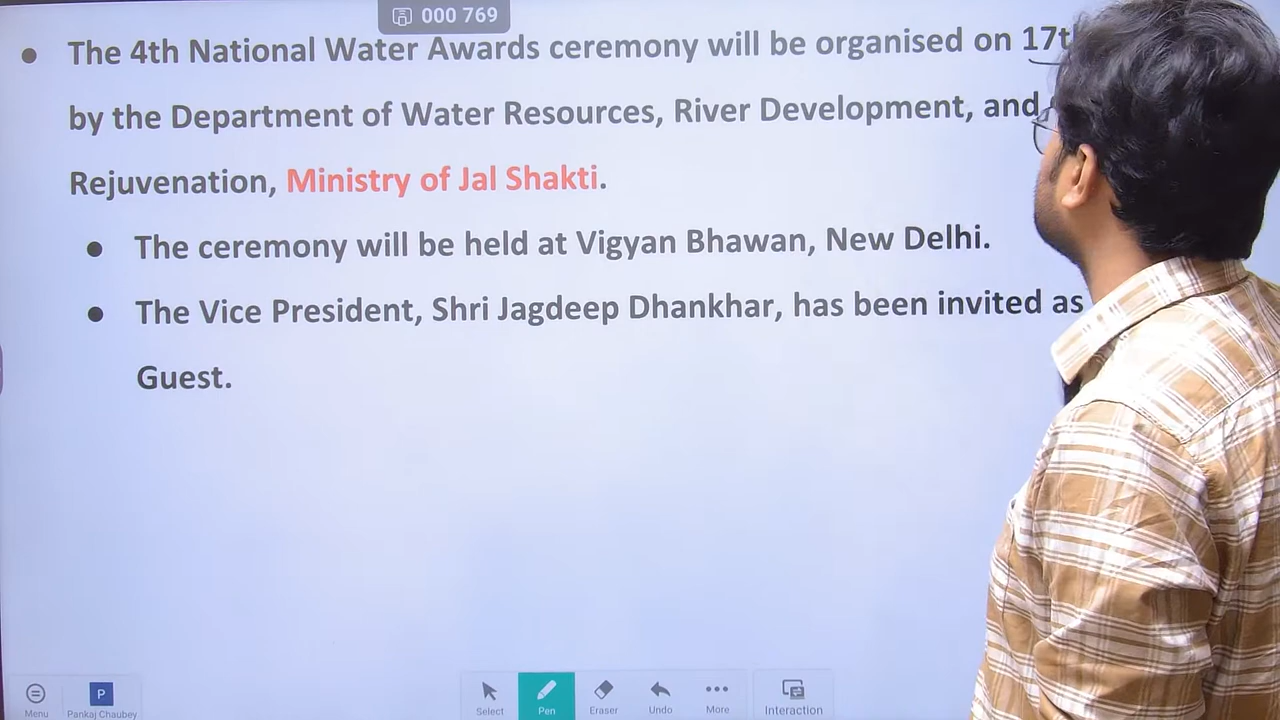 000 769
The 4th National Water Awards ceremony will be organised on
by the Department of Water Resources, River Development, and
Rejuvenation, Ministry of Jal Shakti.
The ceremony will be held at Vigyan Bhawan, New Delhi.
The Vice President, Shri Jagdeep Dhankhar, has been invited as
Guest.
Menu
P
Pankaj Chaubey
Select
Pen
Eraser
Undo
More
Interaction